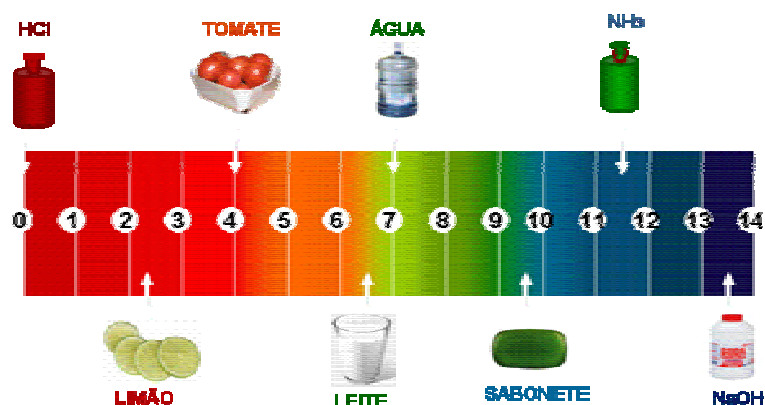 HCl
TOMATE
ÁGUA
NH₃
0 1 2 3 4 5 6 7 8 9 10 11 12 13 14
LIMÃO
LEITE
SABONETE
NaOH